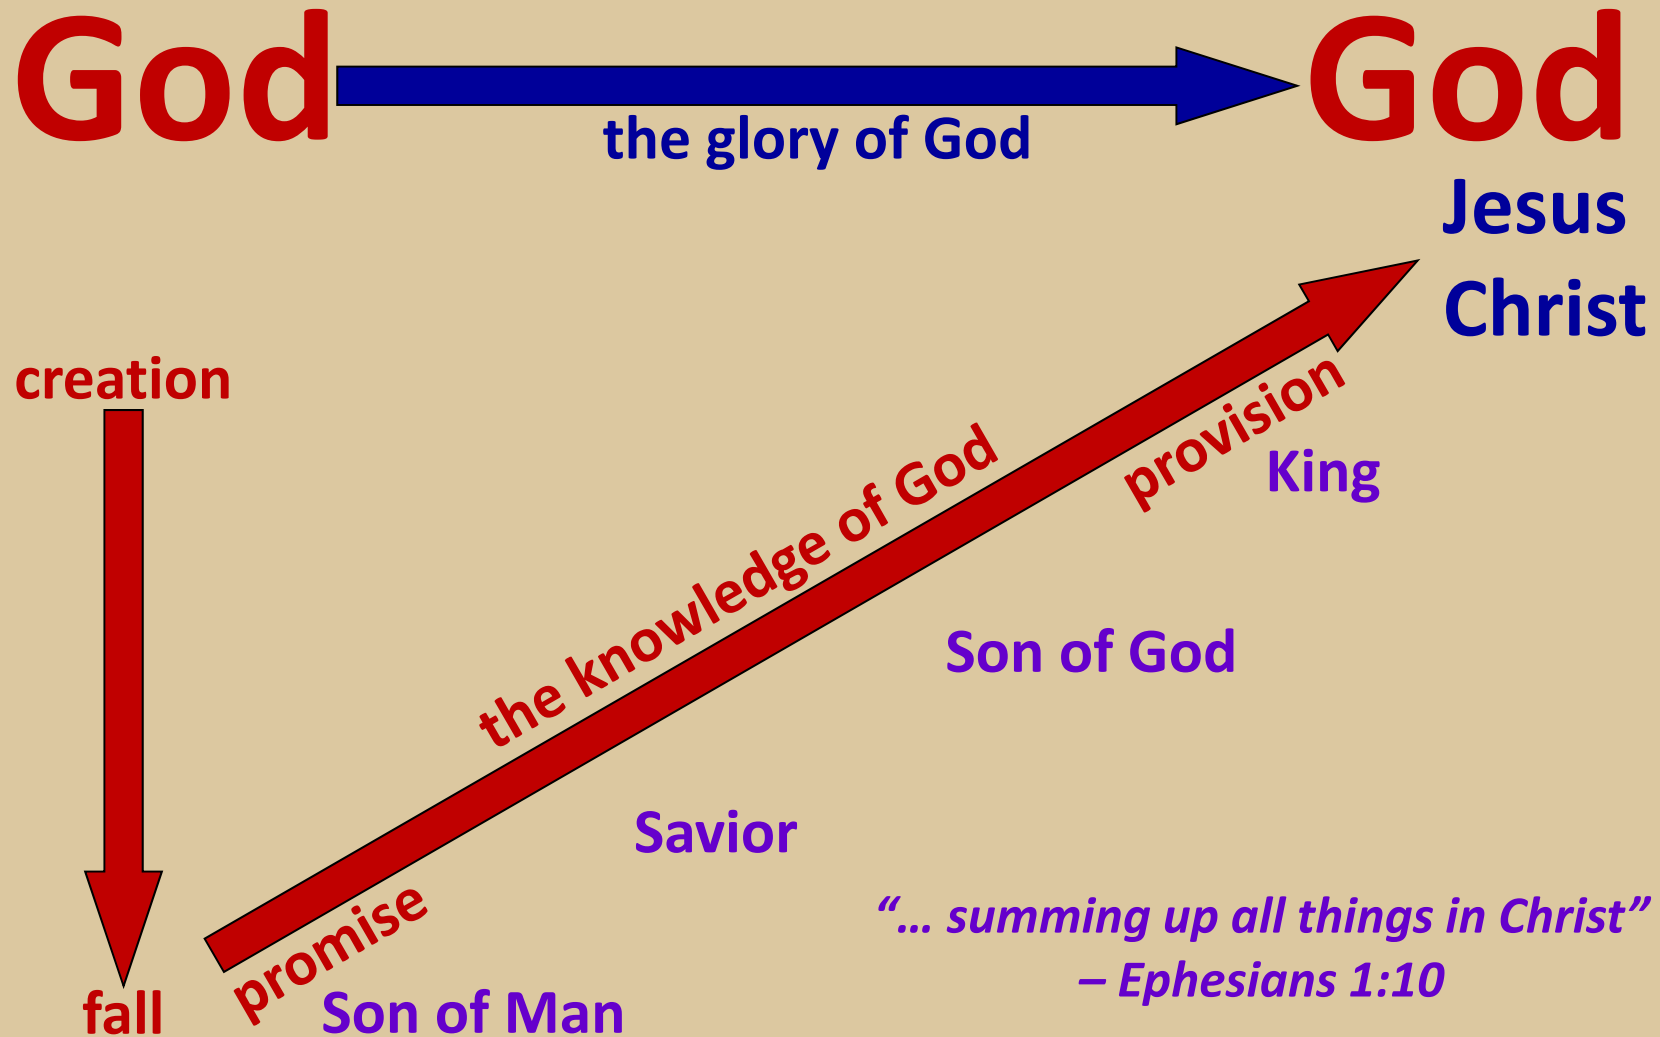 God
God
the glory of God
Jesus
Christ
creation
the knowledge of God
provision
King
Son of God
Savior
promise
“... summing up all things in Christ”
– Ephesians 1:10
fall
Son of Man